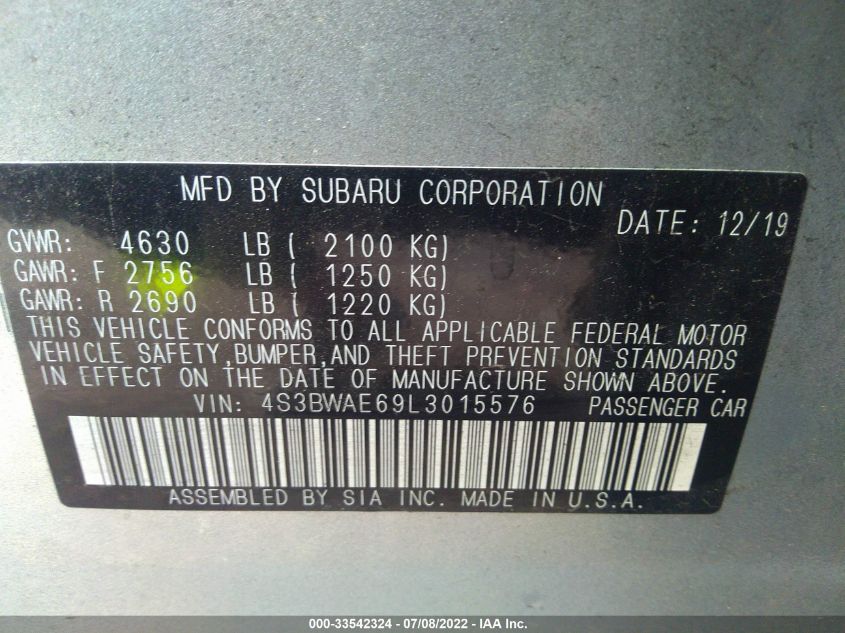 MFD BY SUBARU CORPORATION
DATE: 12/19
GVWR: 4630 LB ( 2100 KG)
GAWR: F 2756 LB ( 1250 KG)
GAWR: R 2690 LB ( 1220 KG)
THIS VEHICLE CONFORMS TO ALL APPLICABLE FEDERAL MOTOR
VEHICLE SAFETY,BUMPER,AND THEFT PREVENTION STANDARDS
IN EFFECT ON THE DATE OF MANUFACTURE SHOWN ABOVE.
VIN: 4S3BWAE69L3015576 PASSENGER CAR
ASSEMBLED BY SIA INC. MADE IN U.S.A.
000-33542324 - 07/08/2022 - IAA Inc.